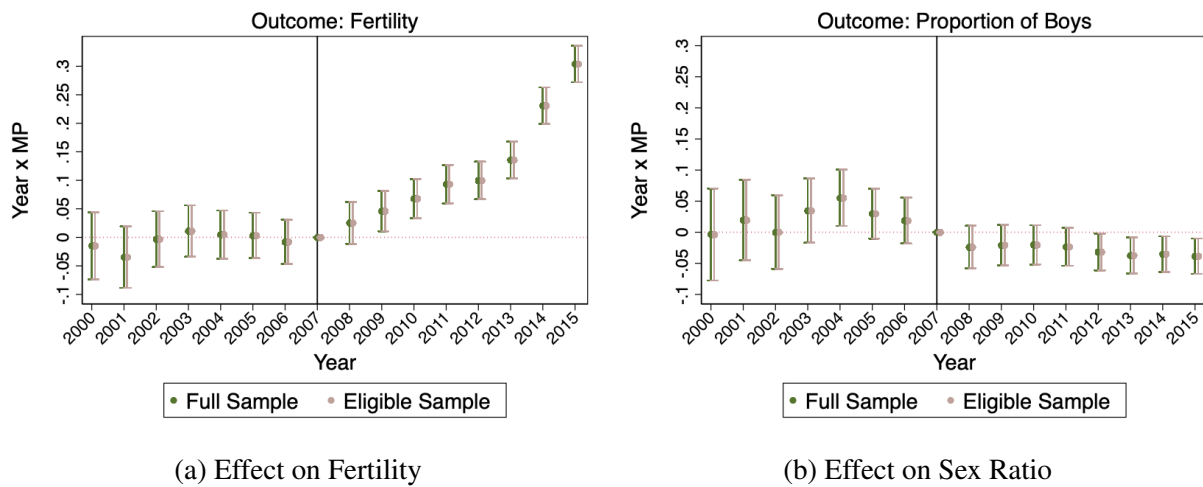 Outcome: Fertility
Year x MP
.3
.25
.2
.15
.1
.05
0
-.05
-.1
2000 2001 2002 2003 2004 2005 2006 2007 2008 2009 2010 2011 2012 2013 2014 2015
Year
Full Sample Eligible Sample
(a) Effect on Fertility
Outcome: Proportion of Boys
Year x MP
.3
.25
.2
.15
.1
.05
0
-.05
-.1
2000 2001 2002 2003 2004 2005 2006 2007 2008 2009 2010 2011 2012 2013 2014 2015
Year
Full Sample Eligible Sample
(b) Effect on Sex Ratio